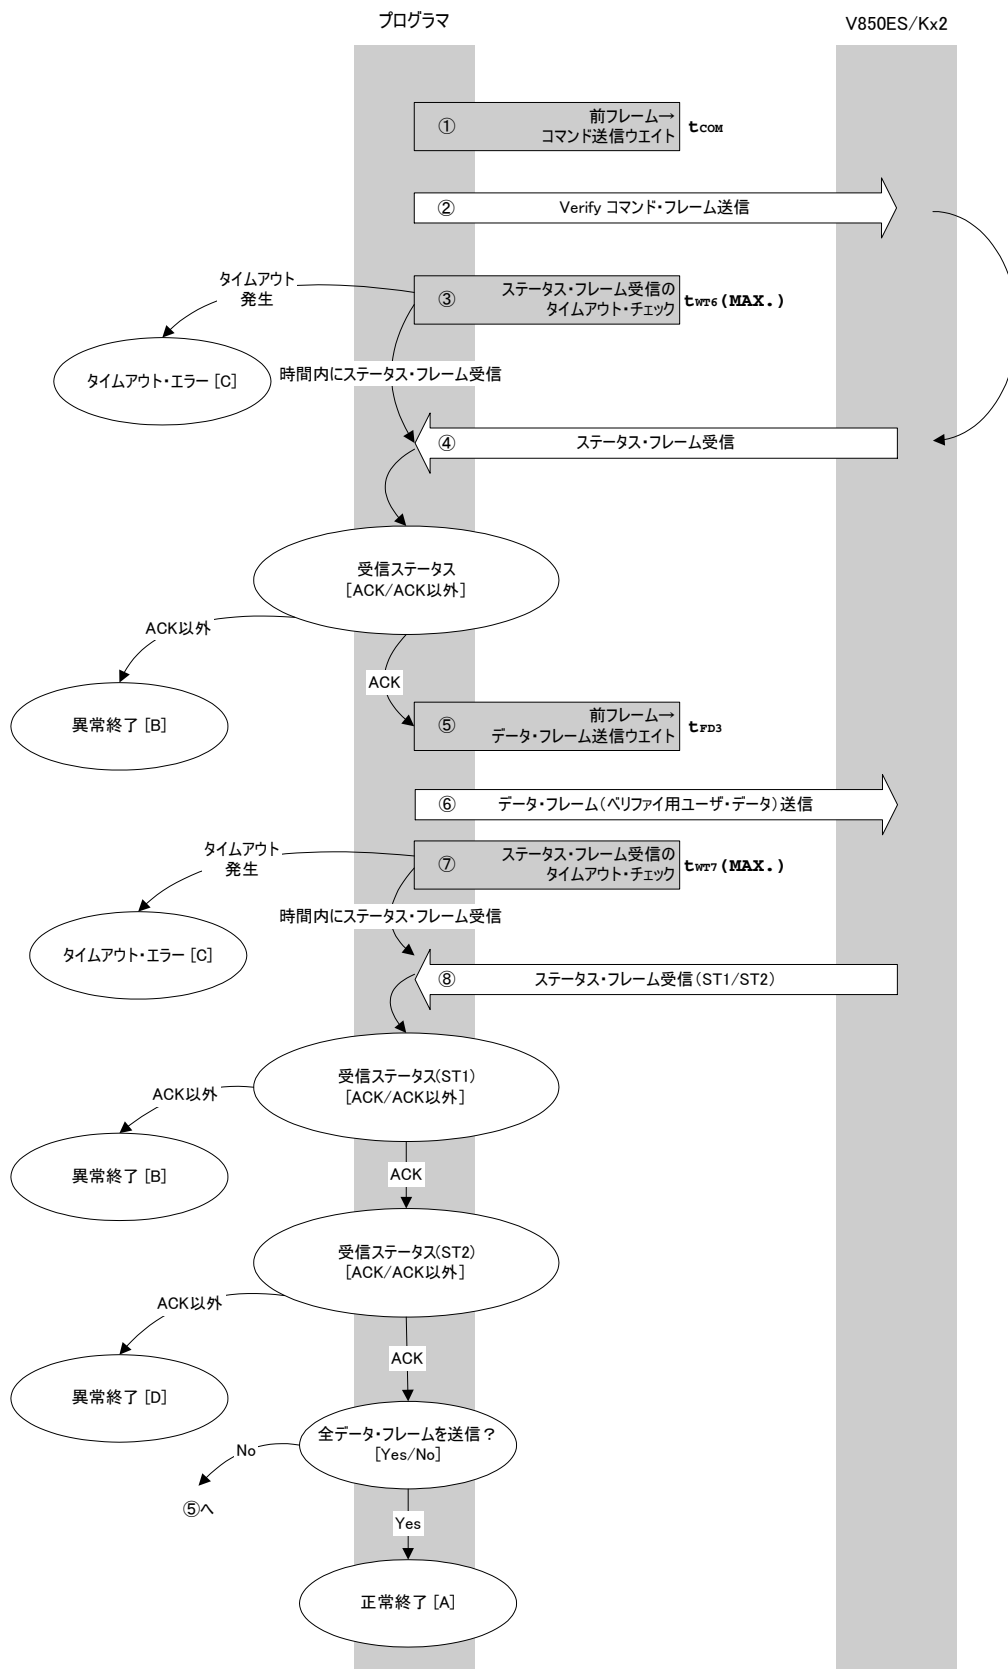 プログラマ
V850ES/Kx2
①
前フレーム→
コマンド送信ウエイト
tCOM
②
Verify コマンド・フレーム送信
タイムアウト
発生
③
ステータス・フレーム受信の
タイムアウト・チェック
tWT6(MAX.)
タイムアウト・エラー [C]
時間内にステータス・フレーム受信
④
ステータス・フレーム受信
受信ステータス
[ACK/ACK以外]
ACK以外
ACK
異常終了 [B]
⑤
前フレーム→
データ・フレーム送信ウエイト
tFD3
⑥
データ・フレーム(ベリファイ用ユーザ・データ)送信
タイムアウト
発生
⑦
ステータス・フレーム受信の
タイムアウト・チェック
tWT7(MAX.)
時間内にステータス・フレーム受信
タイムアウト・エラー [C]
⑧
ステータス・フレーム受信(ST1/ST2)
受信ステータス(ST1)
[ACK/ACK以外]
ACK以外
異常終了 [B]
ACK
受信ステータス(ST2)
[ACK/ACK以外]
ACK以外
ACK
異常終了 [D]
全データ・フレームを送信?
[Yes/No]
No
⑤へ
Yes
正常終了 [A]